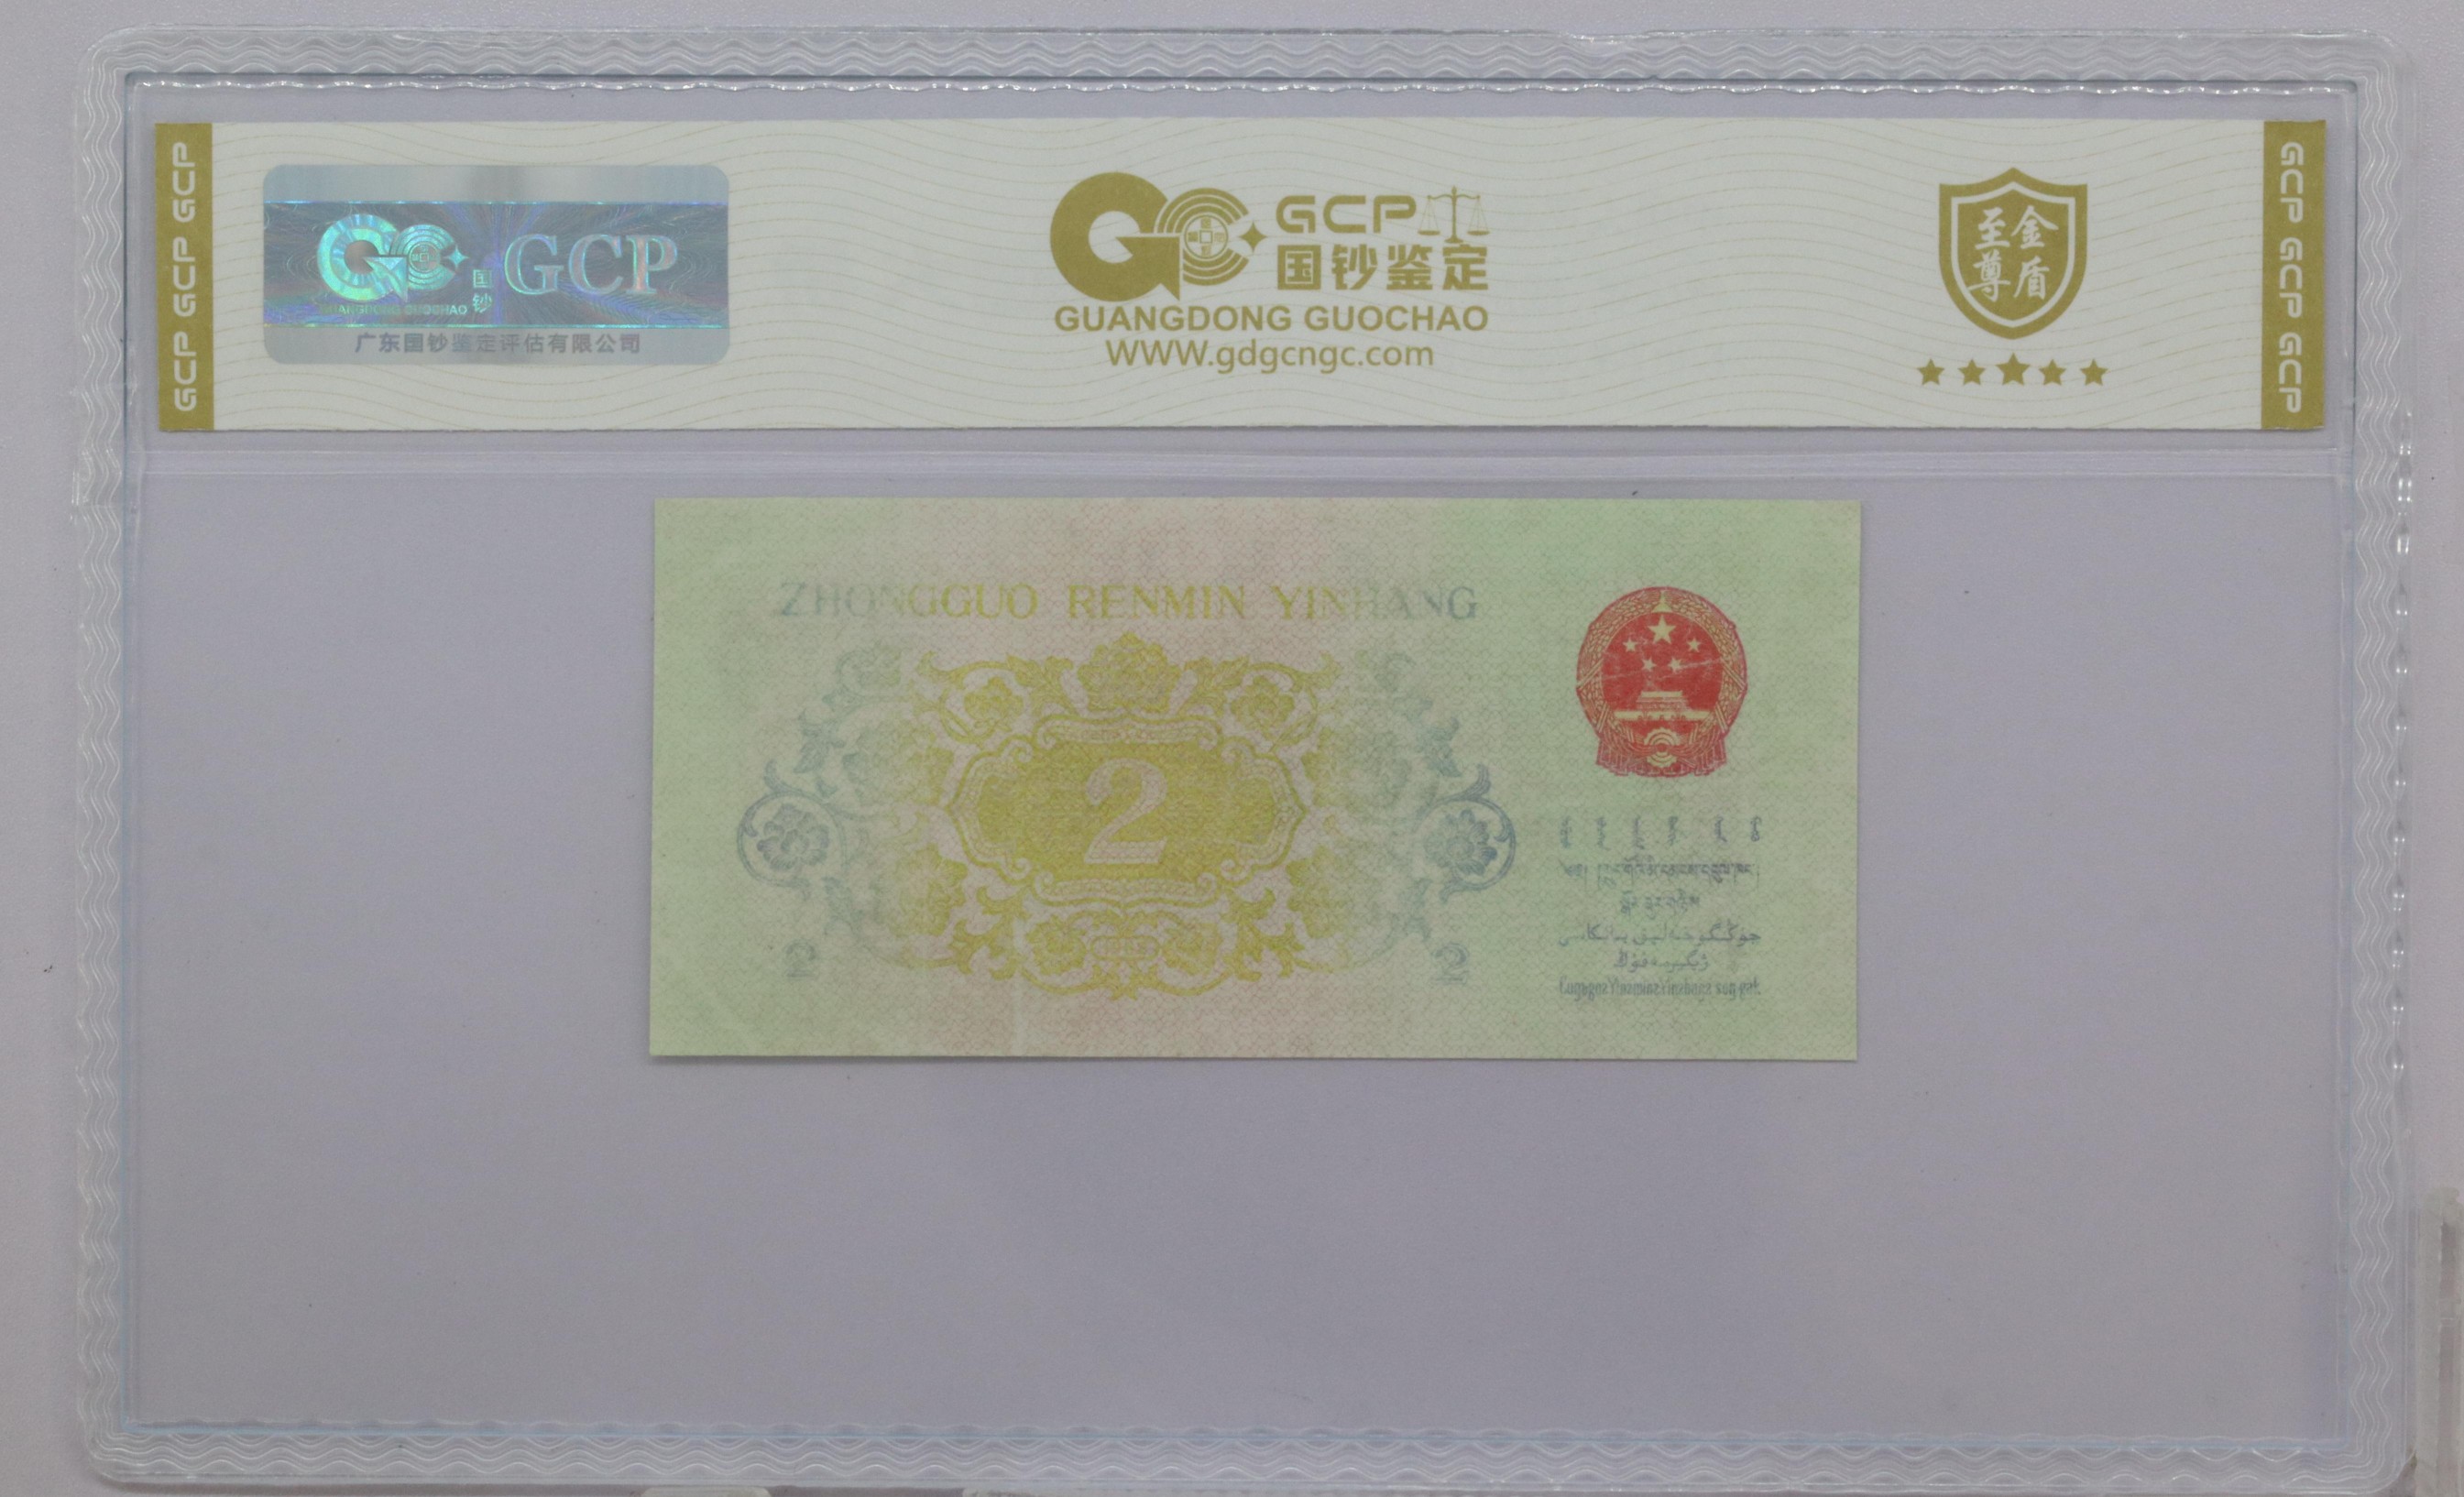 GCP GCP GCP
GCP
国钞
GUANGDONG GUOCHAO
广东国钞鉴定评估有限公司
GCP
国钞鉴定
GUANGDONG GUOCHAO
WWW.gdgcngc.com
金盾
至尊
GCP GCP GCP
ZHONGGUO RENMIN YINHANG
2
2
2